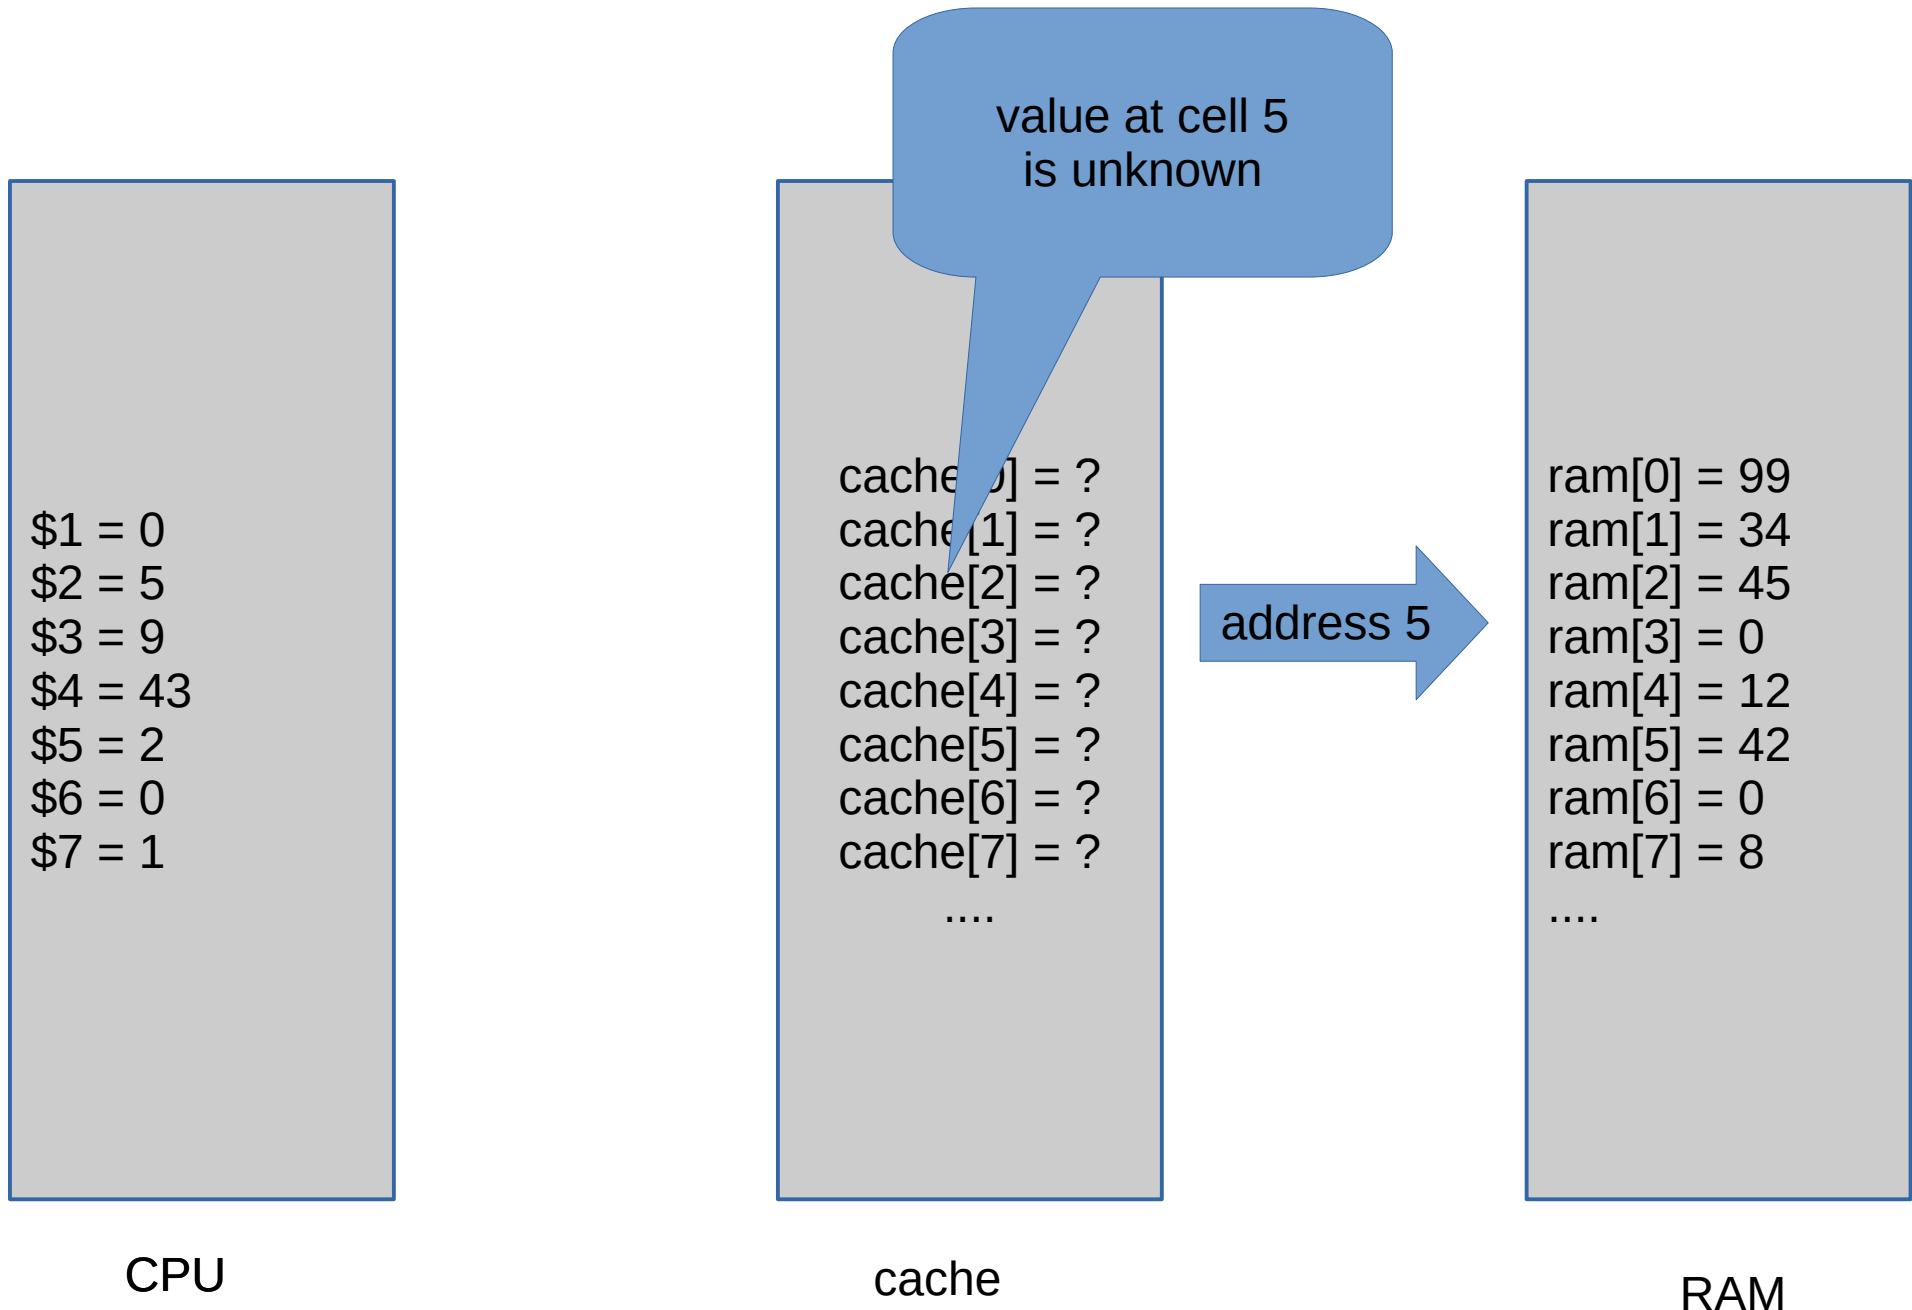 value at cell 5
is unknown
$1 = 0
$2 = 5
$3 = 9
$4 = 43
$5 = 2
$6 = 0
$7 = 1
CPU
cache[0] = ?
cache[1] = ?
cache[2] = ?
cache[3] = ?
cache[4] = ?
cache[5] = ?
cache[6] = ?
cache[7] = ?
....
cache
address 5
ram[0] = 99
ram[1] = 34
ram[2] = 45
ram[3] = 0
ram[4] = 12
ram[5] = 42
ram[6] = 0
ram[7] = 8
....
RAM